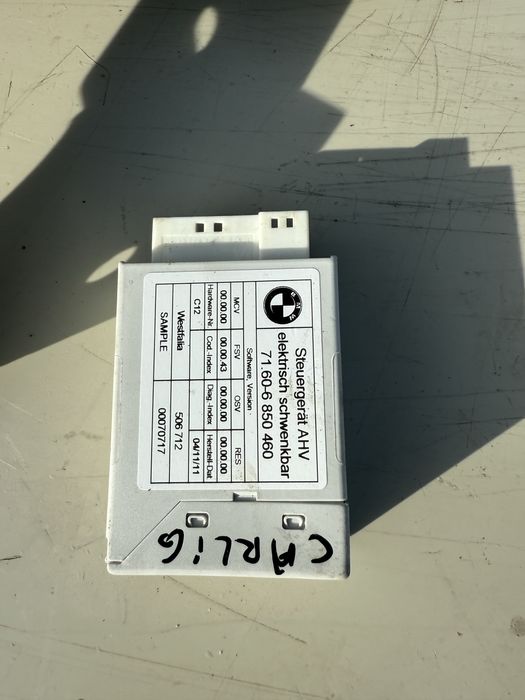 BMW
Steuergerät AHV
elektrisch schwenkbar
71.60-6 850 460
Software, Version:
MCV FSV OSV RES
00.00.00 00.00.43 00.00.00 00.00.00
Hardware-Nr. Cod.-Index Diag.-Index Herstell-Dat
C12 04/11/11
Westfalia 506 712
SAMPLE 00070717
CARLiG